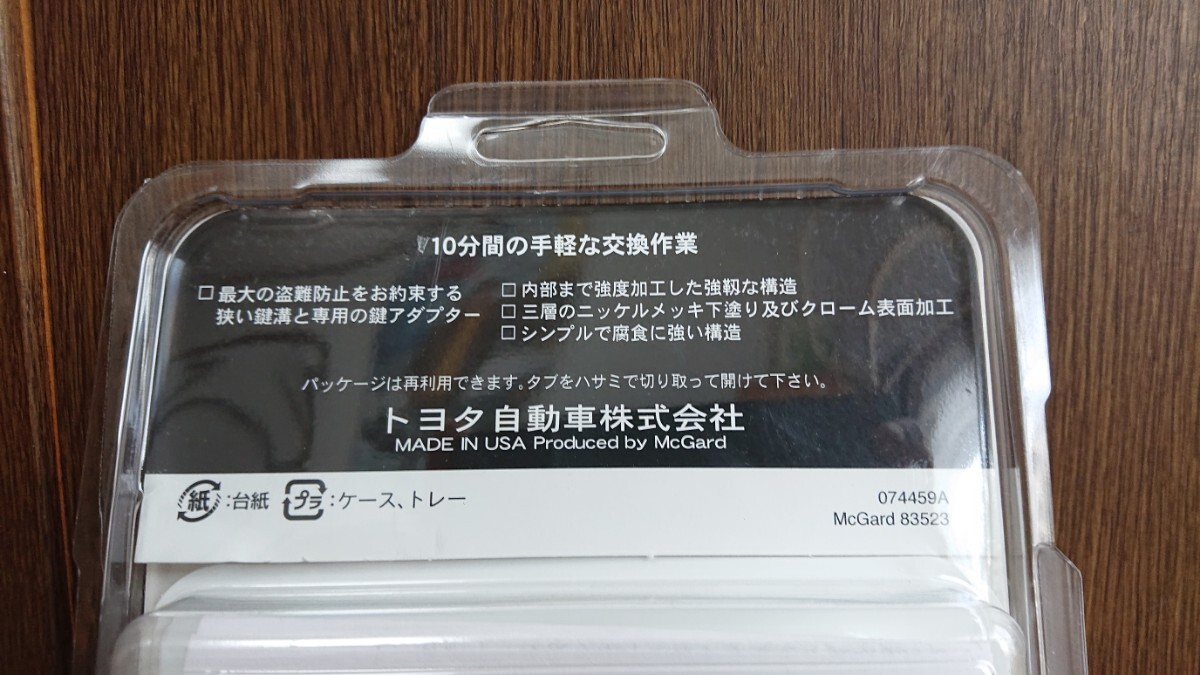 10分間の手軽な交換作業
□ 最大の盗難防止をお約束する
狭い鍵溝と専用の鍵アダプター
□ 内部まで強度加工した強靱な構造
□ 三層のニッケルメッキ下塗り及びクローム表面加工
□ シンプルで腐食に強い構造
パッケージは再利用できます。タブをハサミで切り取って開けて下さい。
トヨタ自動車株式会社
MADE IN USA Produced by McGard
紙:台紙 プラ:ケース、トレー
074459A
McGard 83523